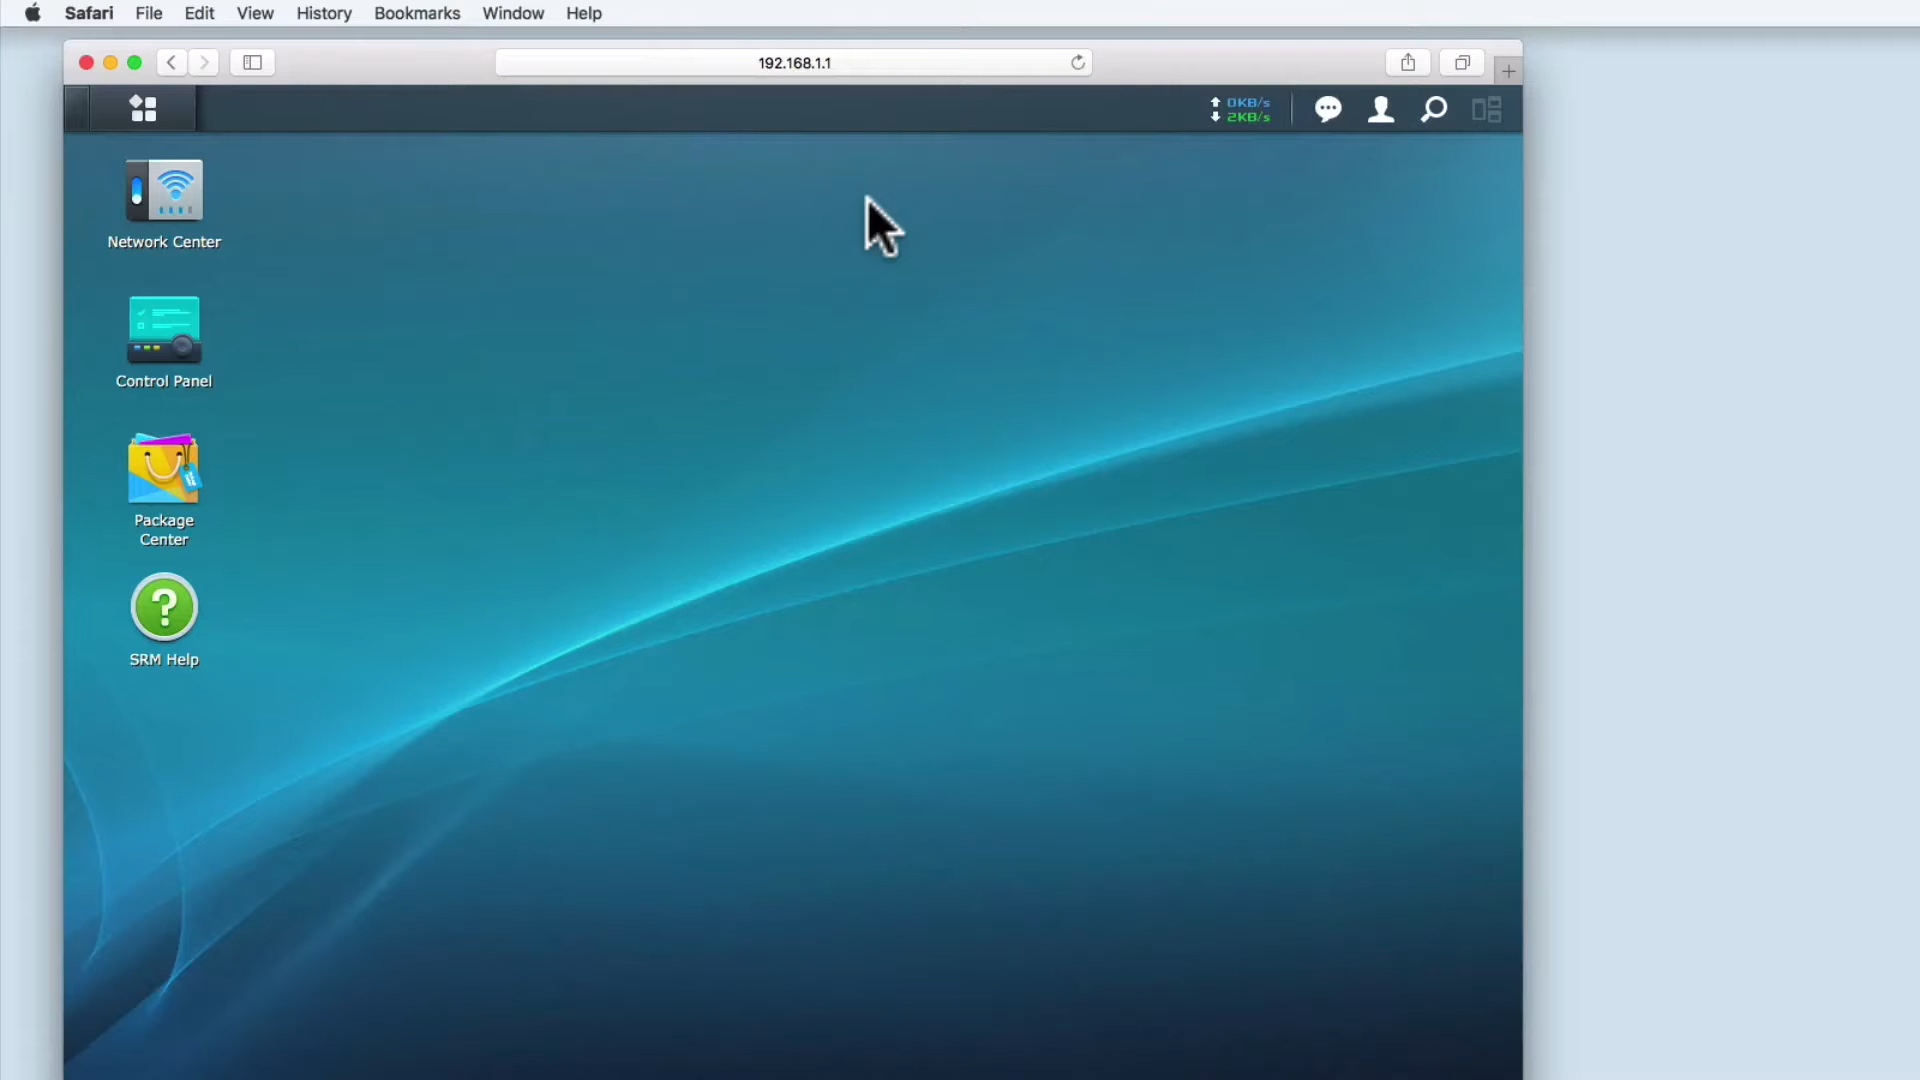 Safari File Edit View History Bookmarks Window Help
192.168.1.1
0KB/s
2KB/s
Network Center
Control Panel
Package
Center
SRM Help